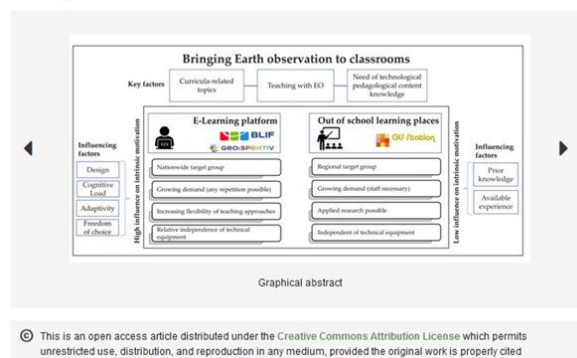 Bringing Earth observation to classrooms
Key factors
Curricula-related
topics
Teaching with EO
Need of technological
pedagological content
knowledge
Influencing
factors
Design
Cognitive
Load
Adaptivity
Freedom
of choice
High influence on intrinsic motivation
E-Learning platform
BLIF
GEOSPEKTIV
Nationwide target group
Growing demand (any repetition possible)
Increasing flexibility of teaching approaches
Relative independence of technical
equipment
Out of school learning places
GIS-Station
Regional target group
Growing demand (staff necessary)
Applied research possible
Independent of technical equipment
Low influence on intrinsic motivation
Influencing
factors
Prior
knowledge
Available
experience
Graphical abstract
This is an open access article distributed under the Creative Commons Attribution License which permits
unrestricted use, distribution, and reproduction in any medium, provided the original work is properly cited